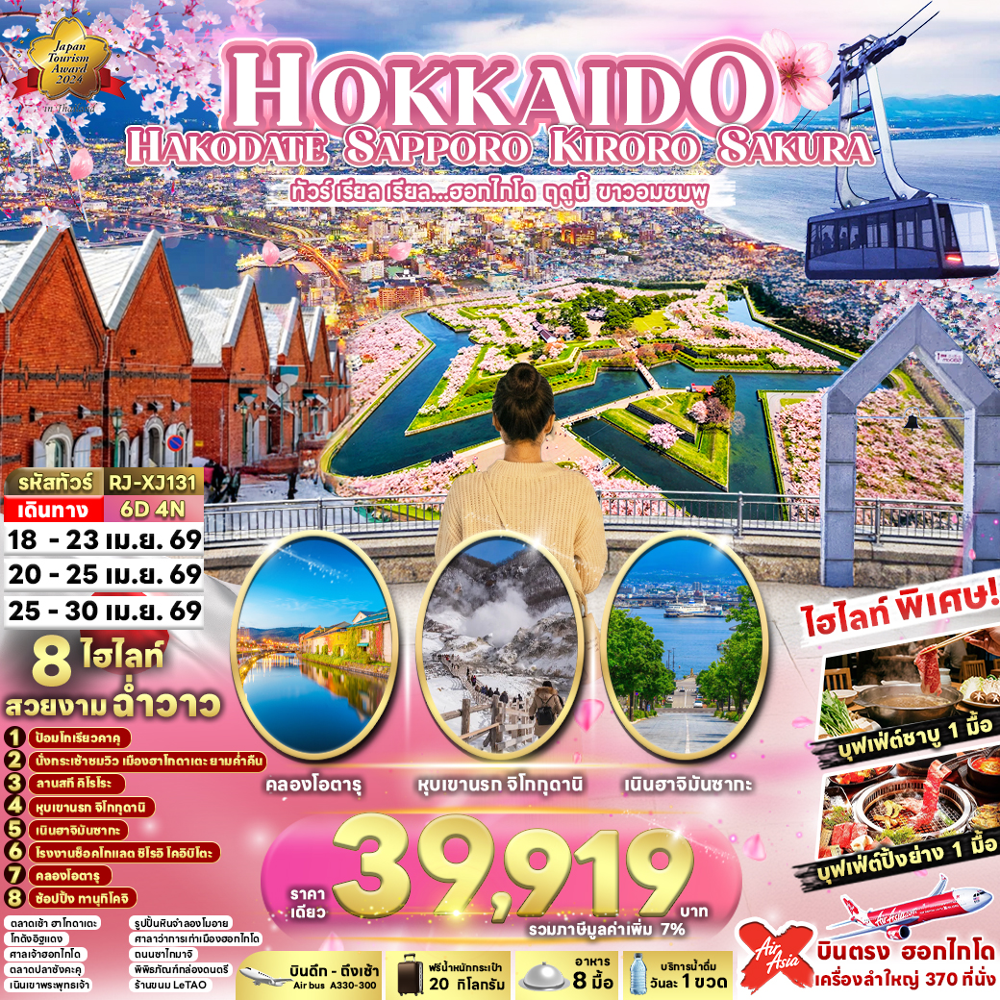 Japan
Tourism
Award
2024
in Thailand
HOKKAIDO
HAKODATE SAPPORO KIRORO SAKURA
ทัวร์ เรียล เรียล...ฮอกไกโด ฤดูนี้ ขาวอมชมพู
รหัสทัวร์ RJ-XJ131
เดินทาง 6D 4N
18 - 23 เม.ย. 69
20 - 25 เม.ย. 69
25 - 30 เม.ย. 69
8 ไฮไลท์
สวยงาม ฉ่ำวาว
1 ป้อมโกเรียวคาคุ
2 นั่งกระเช้าชมวิว เมืองฮาโกดาเตะ ยามค่ำคืน
3 ลานสกี คิโรโระ
4 หุบเขานรก จิโกกุดานิ
5 เนินฮาจิมันซากะ
6 โรงงานช็อคโกแลต ชิโรอิ โคอิบิโตะ
7 คลองโอตารุ
8 ช้อปปิ้ง ทานุกิโคจิ
ตลาดเช้า ฮาโกดาเตะ
โกดังอิฐแดง
ศาลเจ้าฮอกไกโด
ตลาดปลาซังคะคุ
เนินเขาพระพุทธเจ้า
รูปปั้นหินจำลองโมอาย
ศาลาว่าการเก่าเมืองฮอกไกโด
ถนนซาไกมาจิ
พิพิธภัณฑ์กล่องดนตรี
ร้านขนม LeTAO
คลองโอตารุ
หุบเขานรก จิโกกุดานิ
เนินฮาจิมันซากะ
ราคา
เดียว
39,919
บาท
รวมภาษีมูลค่าเพิ่ม 7%
ไฮไลท์ พิเศษ!
บุฟเฟ่ต์ชาบู 1 มื้อ
บุฟเฟ่ต์ปิ้งย่าง 1 มื้อ
AirAsia
Air
Asia
X
บินตรง ฮอกไกโด
เครื่องลำใหญ่ 370 ที่นั่ง
บินดึก - ถึงเช้า
Air bus A330-300
ฟรีน้ำหนักกระเป๋า
20 กิโลกรัม
อาหาร
8 มื้อ
บริการน้ำดื่ม
วันละ 1 ขวด